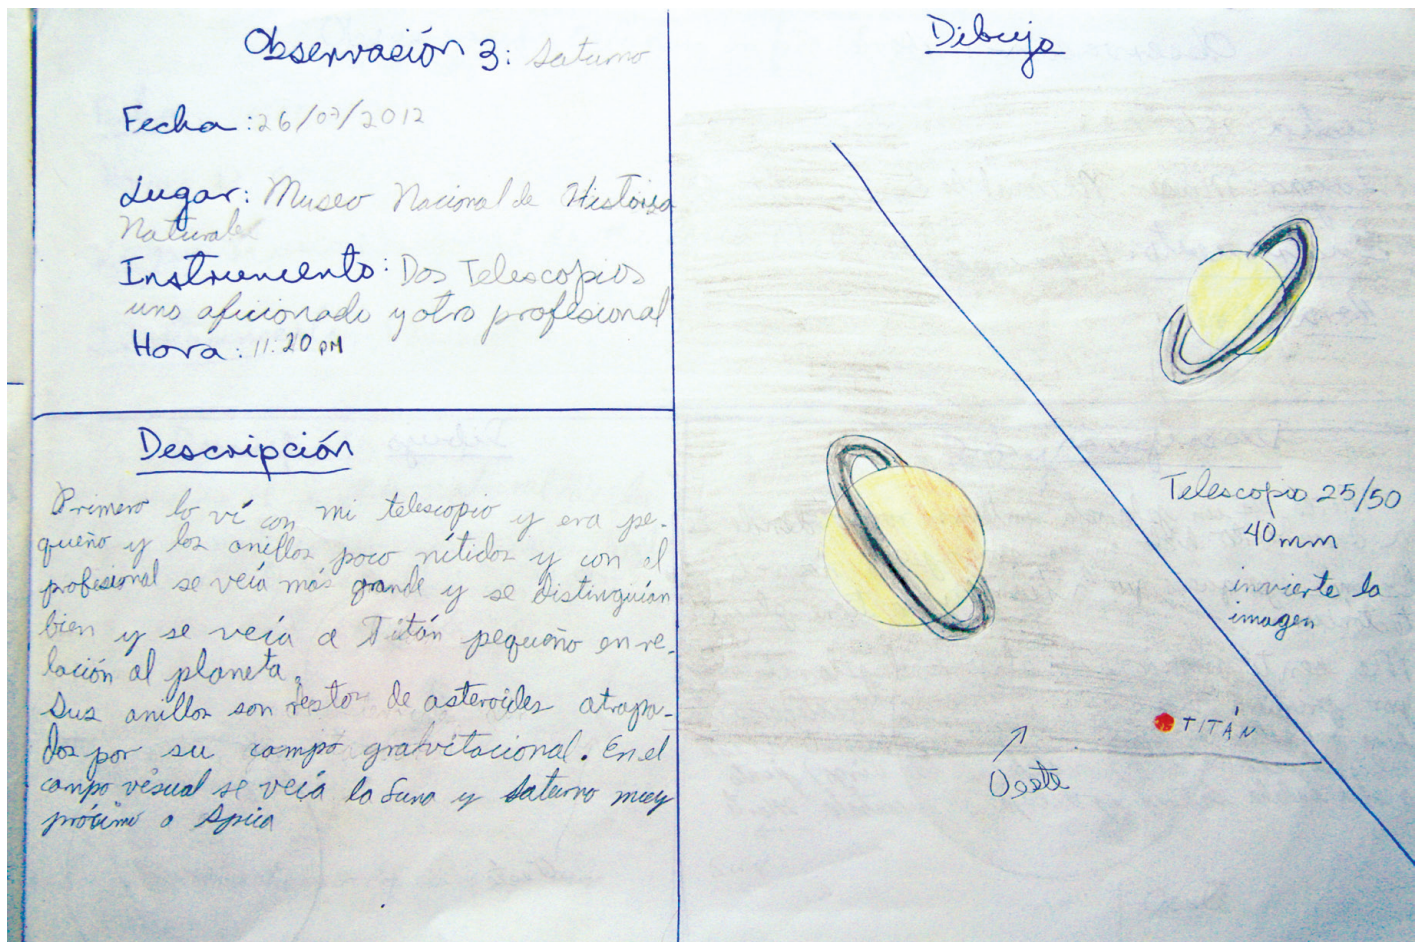 Observación 3: Saturno
Fecha: 26/07/2012
Lugar: Museo Nacional de Historia
Natural
Instrumento: Dos Telescopios
uno aficionado y otro profesional
Hora: 11:20 PM
Descripción
Primero lo ví con mi telescopio y era pe-
queño y los anillos poco nítidos y con el
profesional se veía más grande y se distinguían
bien y se veía a Titán pequeño en re-
lación al planeta.
Sus anillos son restos de asteroides atrapa-
dos por su campo gravitacional. En el
campo visual se veía la Luna y Saturno muy
próximo a Spica
Dibujo
Telescopio 25/50
40mm
invierte la
imagen
TITÁN
Oeste